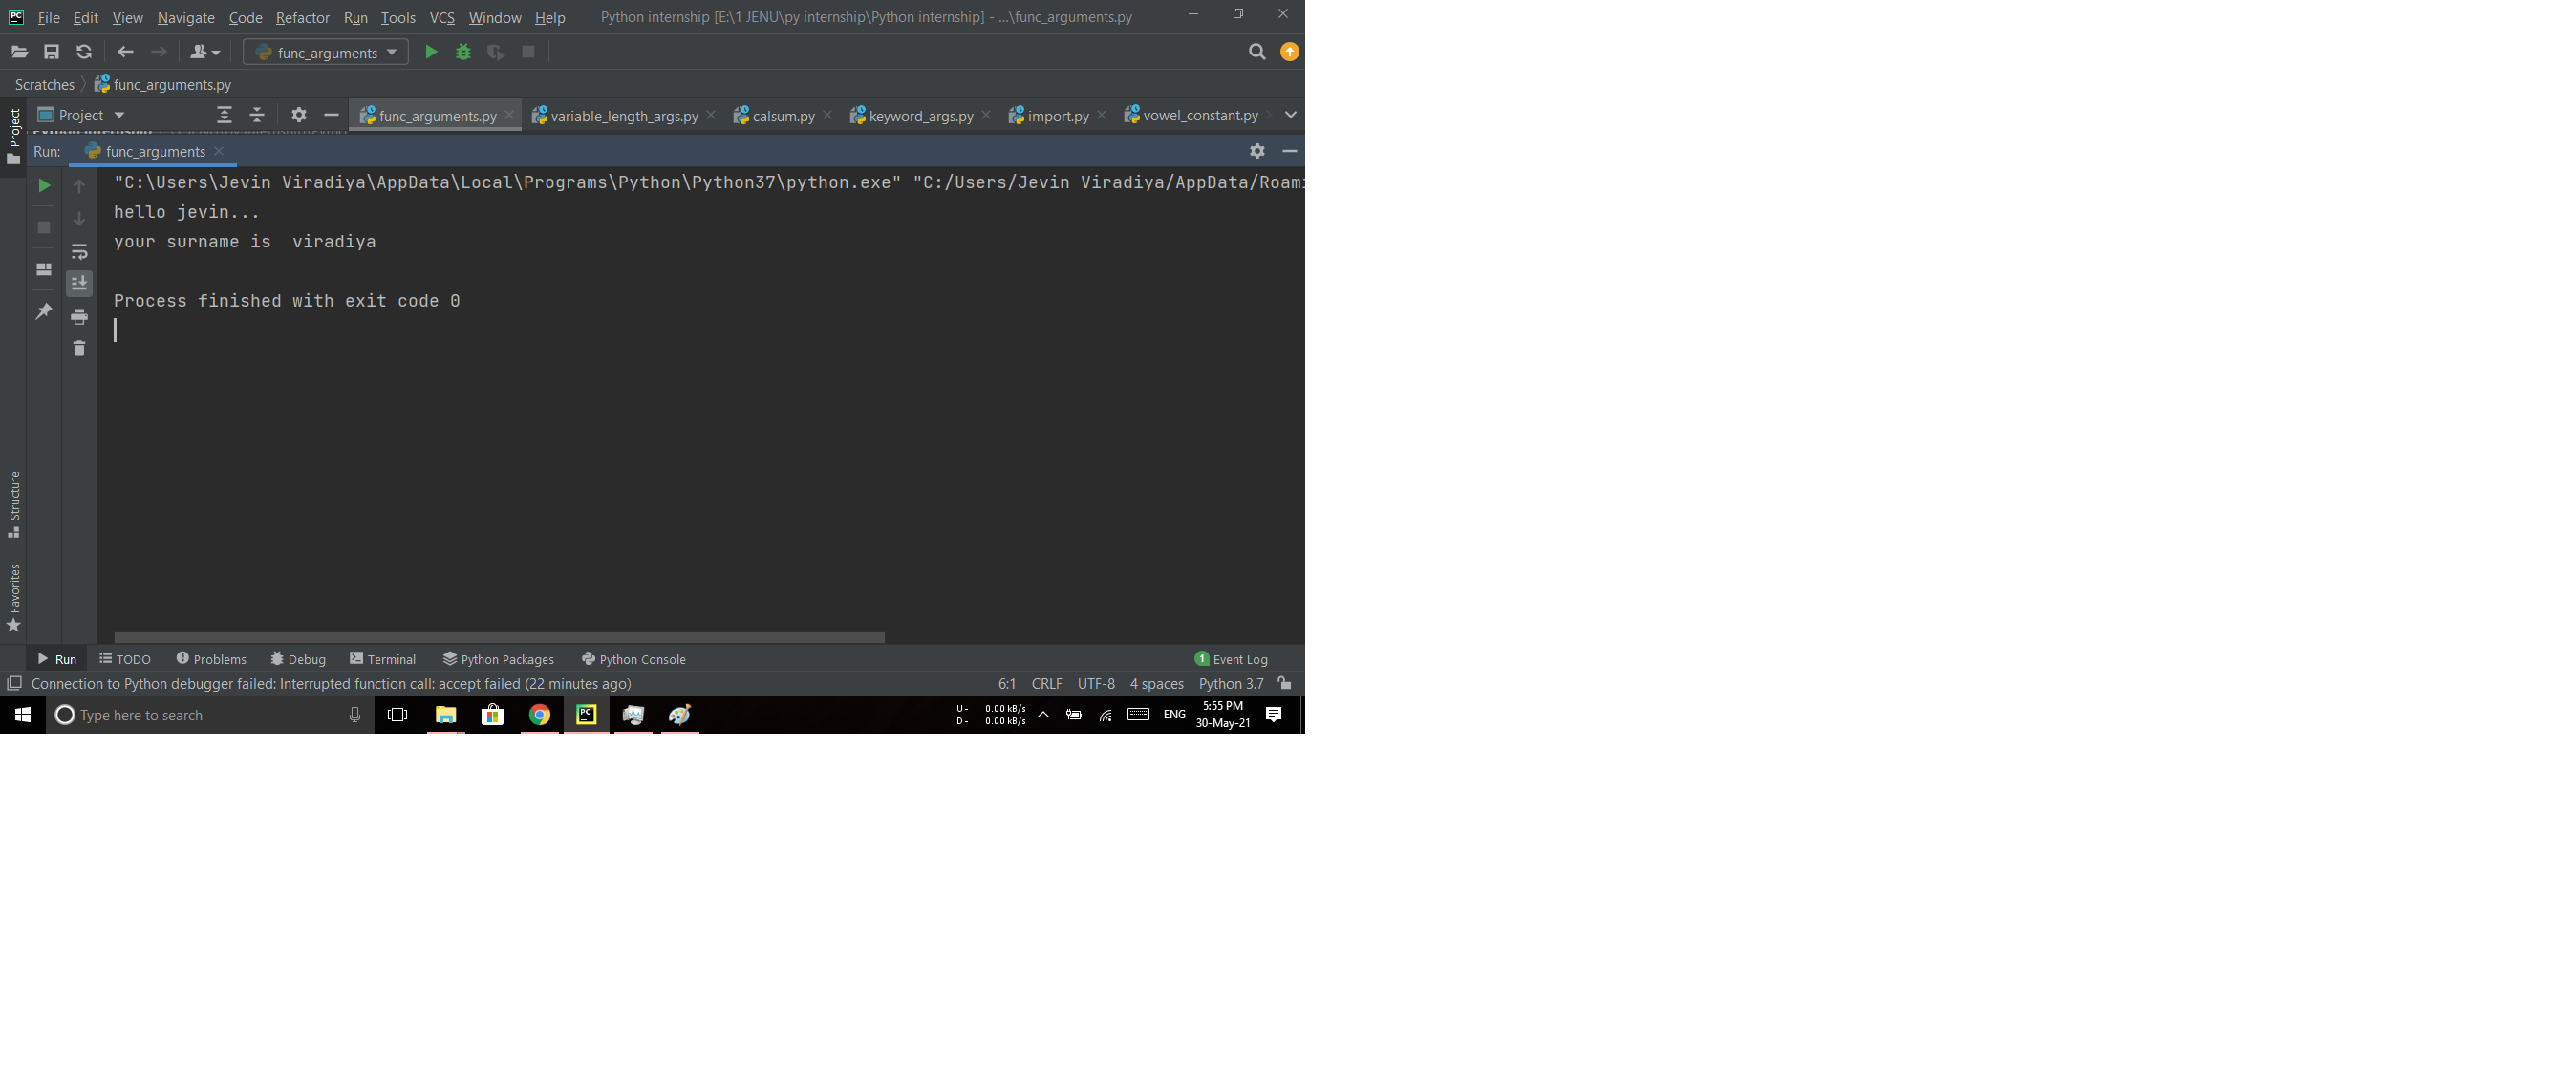 PC File Edit View Navigate Code Refactor Run Tools VCS Window Help Python internship [E:\1 JENU\py internship\Python internship] - ...\func_arguments.py
func_arguments
Scratches func_arguments.py
Project Project func_arguments.py variable_length_args.py calsum.py keyword_args.py import.py vowel_constant.py
Run: func_arguments
"C:\Users\Jevin Viradiya\AppData\Local\Programs\Python\Python37\python.exe" "C:/Users/Jevin Viradiya/AppData/Roami
hello jevin...
your surname is  viradiya
Process finished with exit code 0
Structure
Favorites
Run TODO Problems Debug Terminal Python Packages Python Console 1 Event Log
Connection to Python debugger failed: Interrupted function call: accept failed (22 minutes ago) 6:1 CRLF UTF-8 4 spaces Python 3.7
Type here to search PC U - 0.00 kB/s ENG 5:55 PM
D - 0.00 kB/s 30-May-21